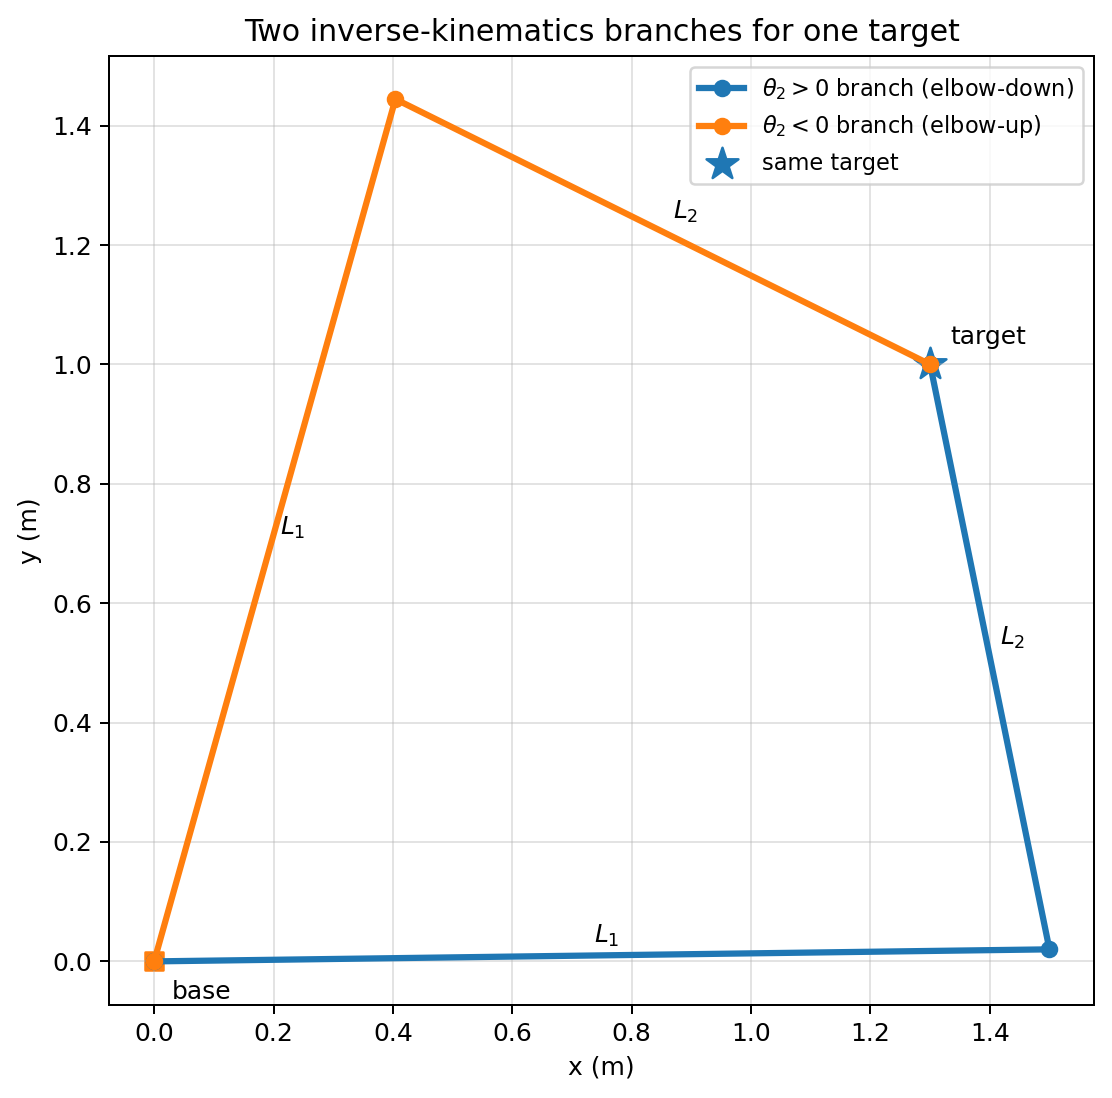 Two inverse-kinematics branches for one target
θ₂ > 0 branch (elbow-down)
θ₂ < 0 branch (elbow-up)
same target
L₂
target
L₁
L₂
L₁
base
y (m)
1.4
1.2
1.0
0.8
0.6
0.4
0.2
0.0
0.0 0.2 0.4 0.6 0.8 1.0 1.2 1.4
x (m)